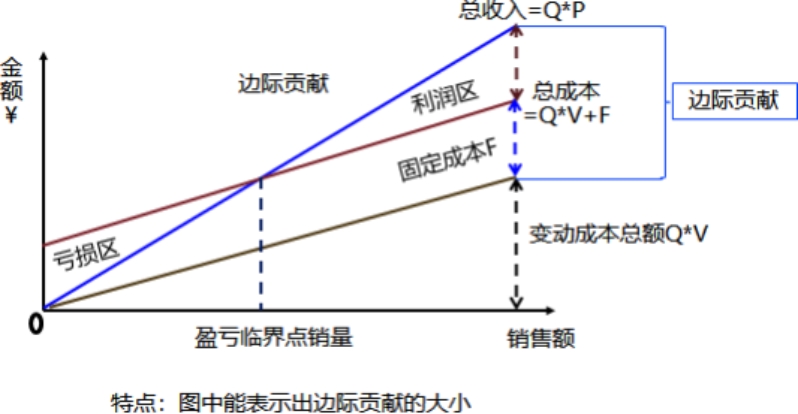 总收入=Q*P
金
额
¥
边际贡献
利润区
总成本
=Q*V+F
边际贡献
固定成本F
亏损区
变动成本总额Q*V
0
盈亏临界点销量
销售额
特点：图中能表示出边际贡献的大小